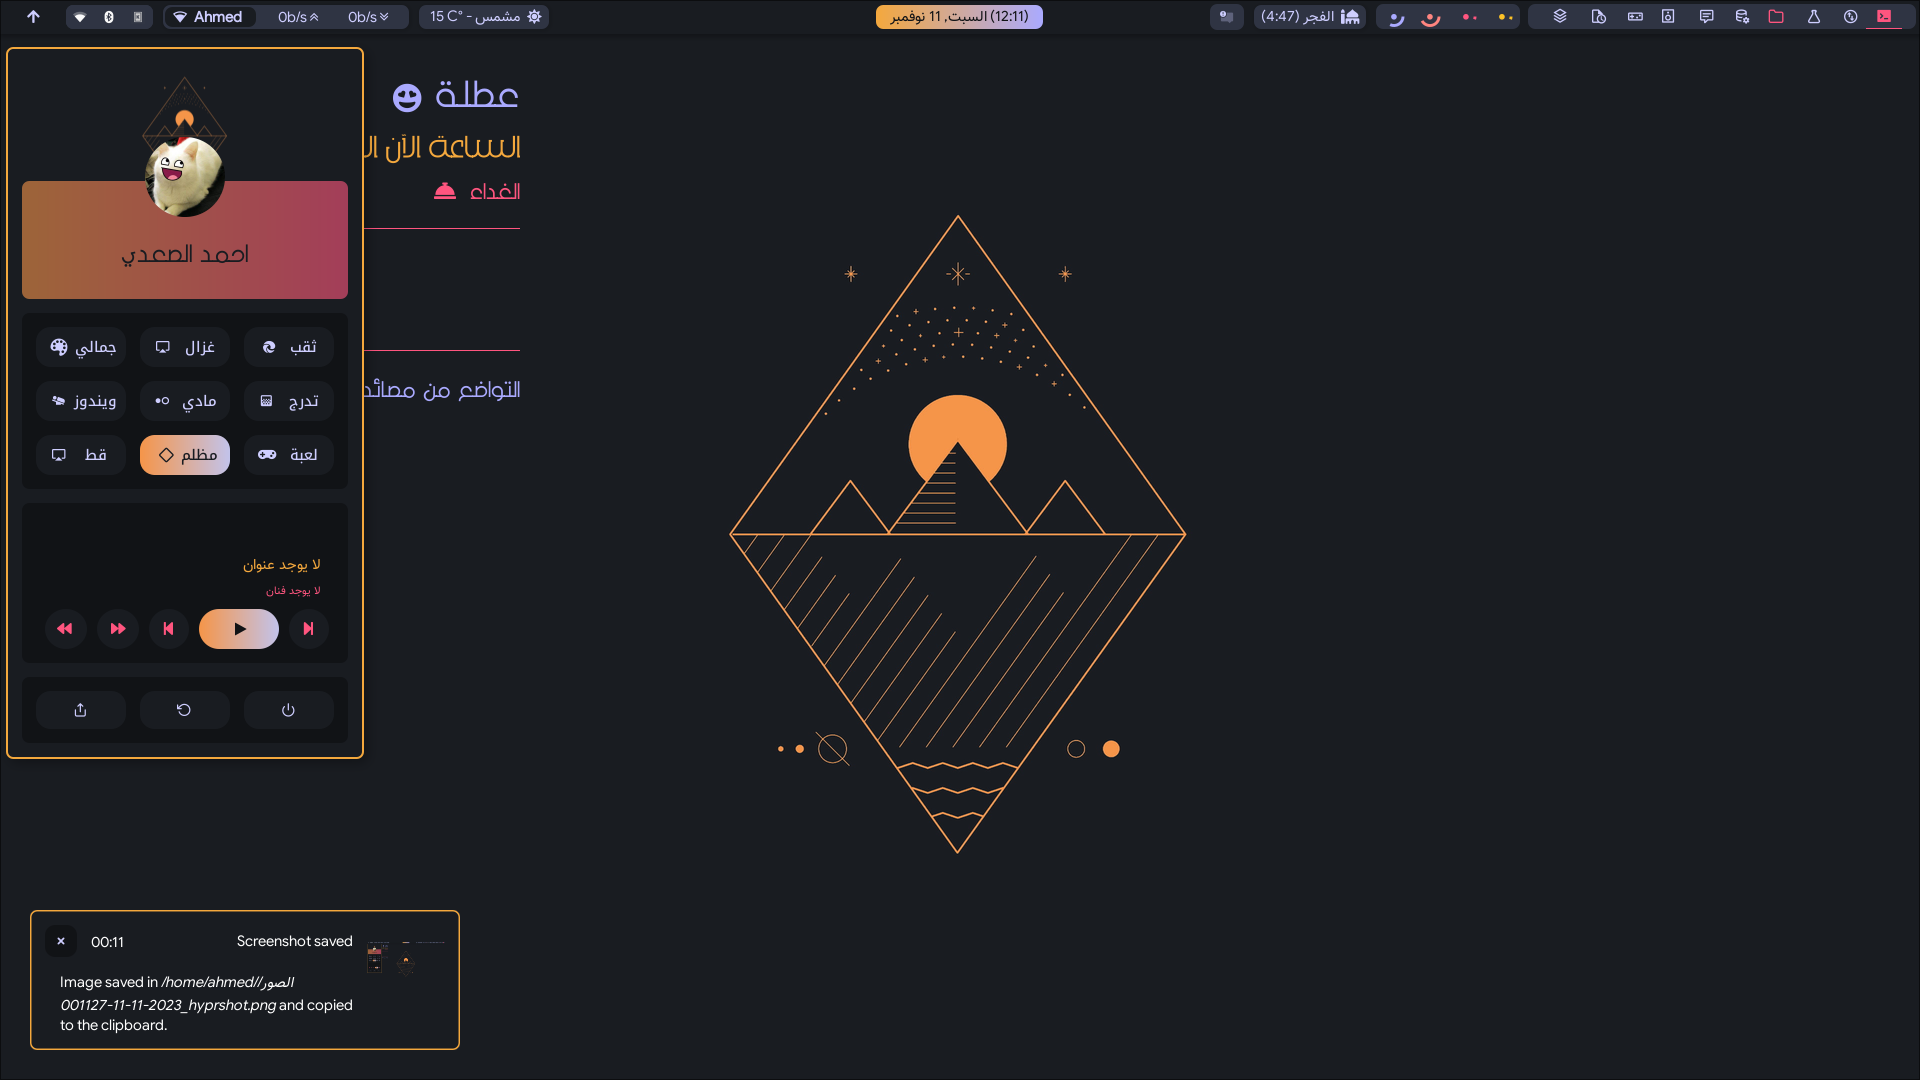 Ahmed
0b/s
0b/s
مشمس - 15 C°
(12:11) السبت, 11 نوفمبر
الفجر (4:47)
عطلة
الساعة الآن
الغداء
احمد الصعدي
ثقب
غزال
جمالي
تدرج
مادي
ويندوز
لعبة
مظلم
قط
التواضع من
لا يوجد عنوان
لا يوجد فنان
00:11
Screenshot saved
Image saved in /home/ahmed//الصور
001127-11-11-2023_hyprshot.png and copied
to the clipboard.